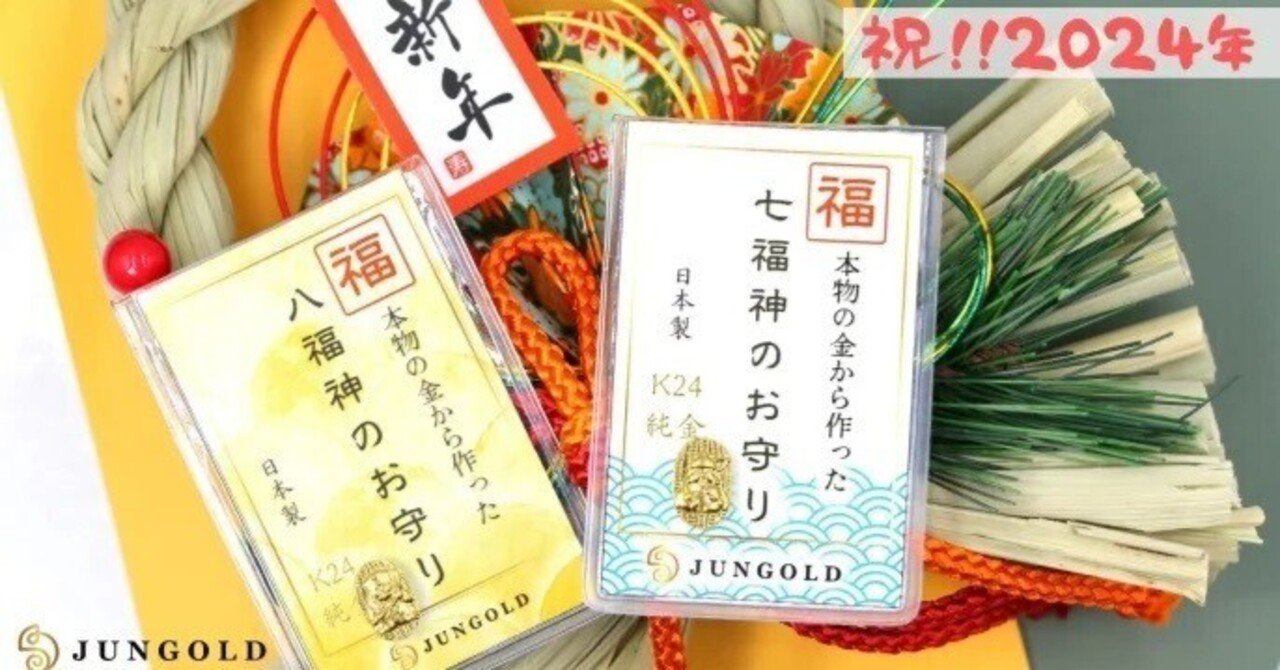 祝!!2024年
新年
寿
福
本物の金から作った
七福神のお守り
日本製
K24
純金
JUNGOLD
福
本物の金から作った
八福神のお守り
日本製
K24
純
JUNGOLD
JUNGOLD